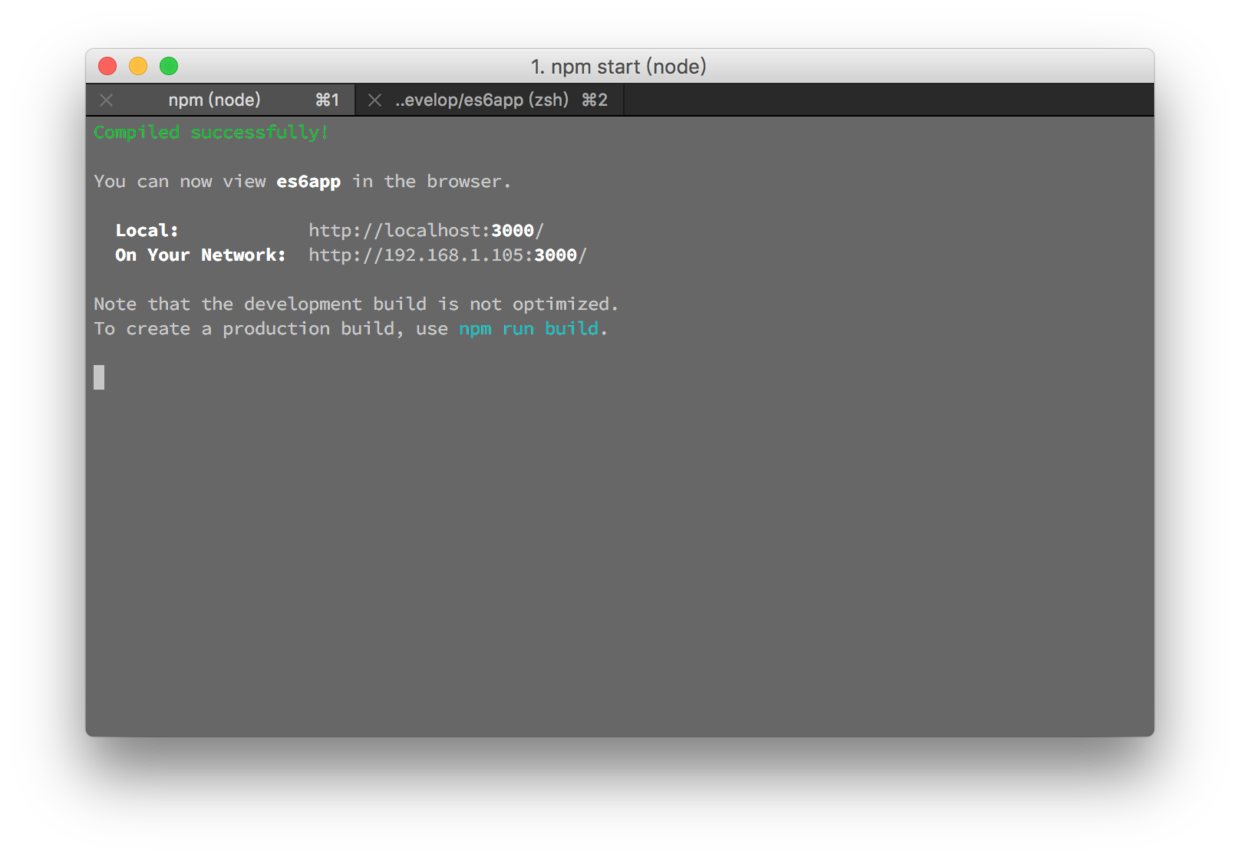 1. npm start (node)
npm (node) ⌘1 ..evelop/es6app (zsh) ⌘2
Compiled successfully!
You can now view es6app in the browser.
Local: http://localhost:3000/
On Your Network: http://192.168.1.105:3000/
Note that the development build is not optimized.
To create a production build, use npm run build.